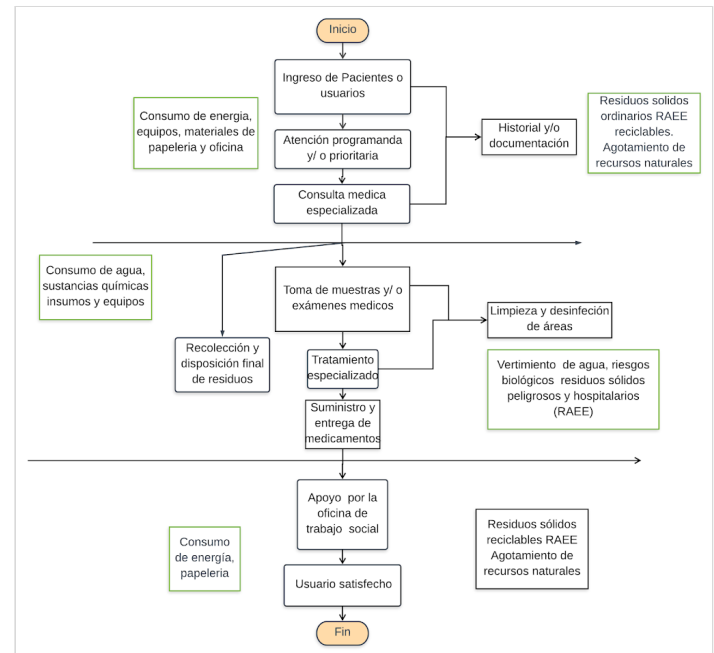 Inicio
Ingreso de Pacientes o
usuarios
Consumo de energia,
equipos, materiales de
papeleria y oficina
Atención programanda
y/ o prioritaria
Historial y/o
documentación
Residuos solidos
ordinarios RAEE
reciclables.
Agotamiento de
recursos naturales
Consulta medica
especializada
Consumo de agua,
sustancias químicas
insumos y equipos
Toma de muestras y/ o
exámenes medicos
Limpieza y desinfeción
de áreas
Recolección y
disposición final
de residuos
Tratamiento
especializado
Vertimiento de agua, riesgos
biológicos residuos sólidos
peligrosos y hospitalarios
(RAEE)
Suministro y
entrega de
medicamentos
Apoyo por la
oficina de
trabajo social
Consumo
de energía,
papeleria
Residuos sólidos
reciclables RAEE
Agotamiento de
recursos naturales
Usuario satisfecho
Fin